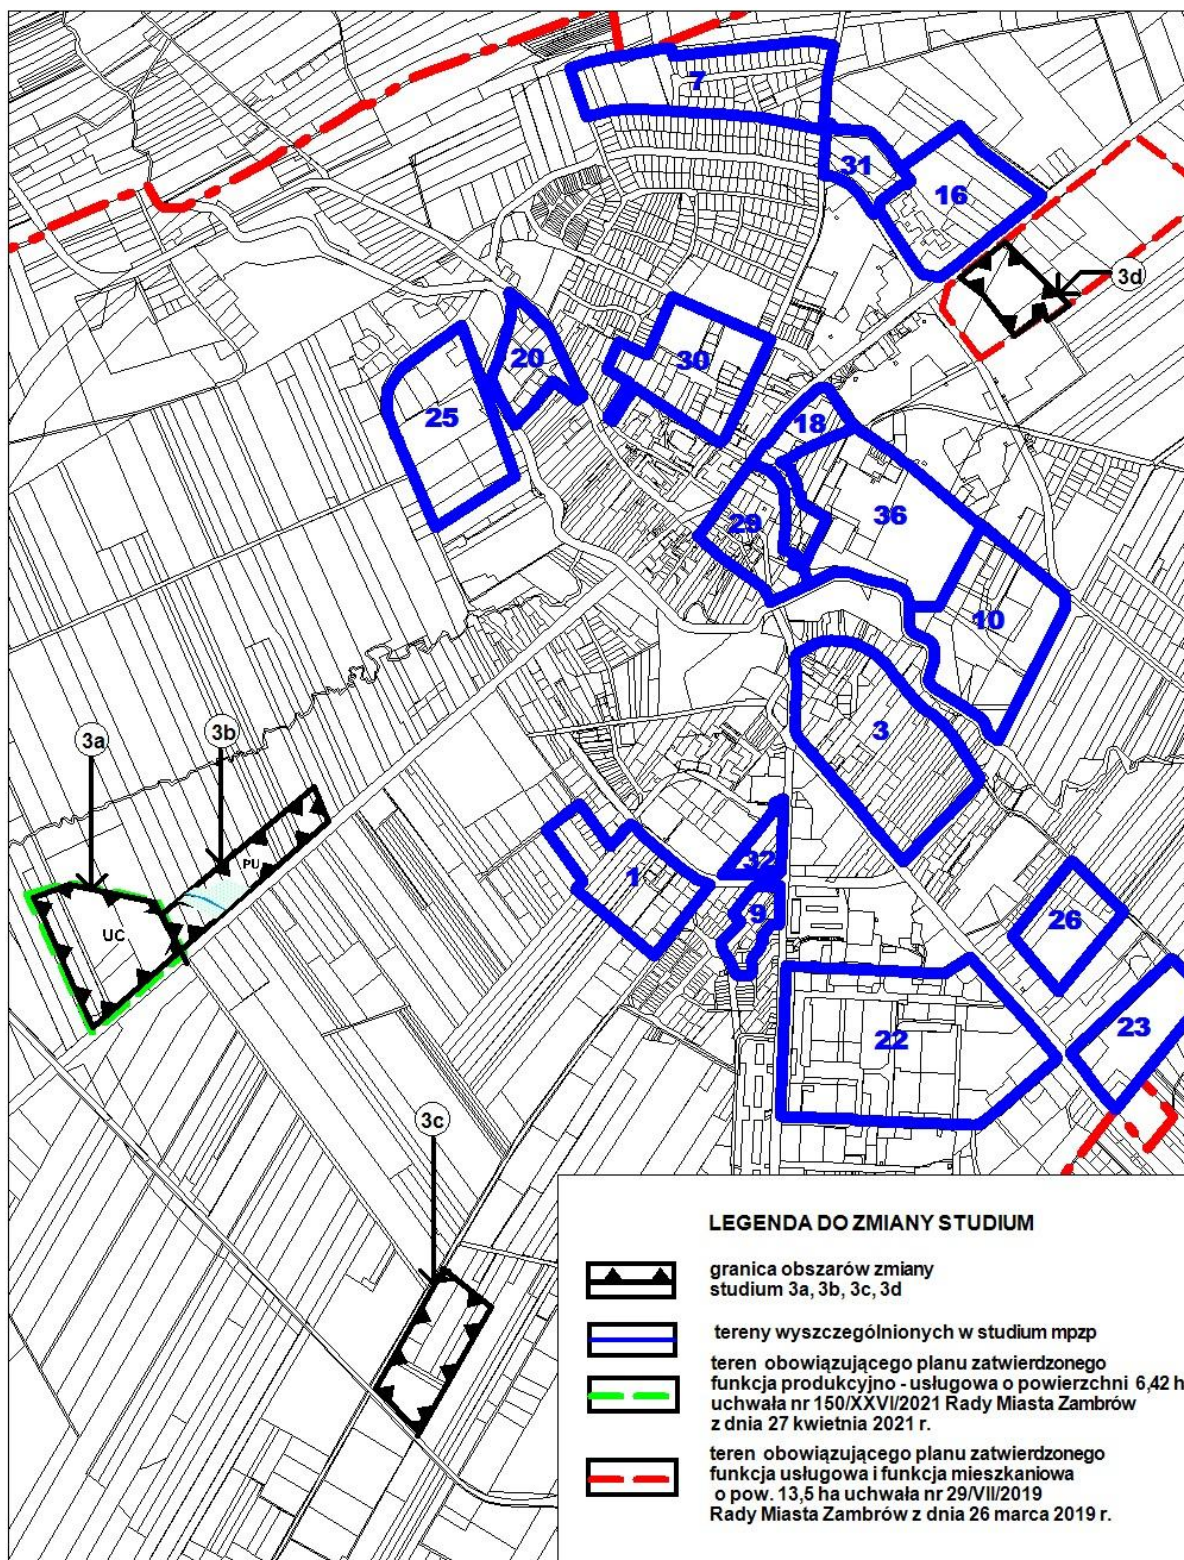 7
31
16
3d
20
30
25
18
36
29
10
3
3a
3b
PU
UC
1
32
9
26
23
22
3c
LEGENDA DO ZMIANY STUDIUM
granica obszarów zmiany
studium 3a, 3b, 3c, 3d
tereny wyszczególnionych w studium mpzp
teren obowiązującego planu zatwierdzonego
funkcja produkcyjno - usługowa o powierzchni 6,42 h
uchwała nr 150/XXVI/2021 Rady Miasta Zambrów
z dnia 27 kwietnia 2021 r.
teren obowiązującego planu zatwierdzonego
funkcja usługowa i funkcja mieszkaniowa
o pow. 13,5 ha uchwała nr 29/VII/2019
Rady Miasta Zambrów z dnia 26 marca 2019 r.